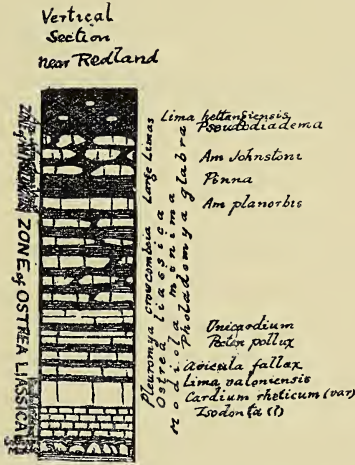 Vertical
Section
near Redland
Lima hettangiensis
Pseudodiadema
Am Johnstoni
Pinna
Am planorbis
Unicardium
Pecten pollux
Avicula fallax
Lima valoniensis
Cardium rheticum (var)
Isodonta (?)
Pleuromya crowcombeia Large Limas
Ostrea liassica
Modiola minima
Pholadomya glabra
ZONE of OSTREA LIASSICA